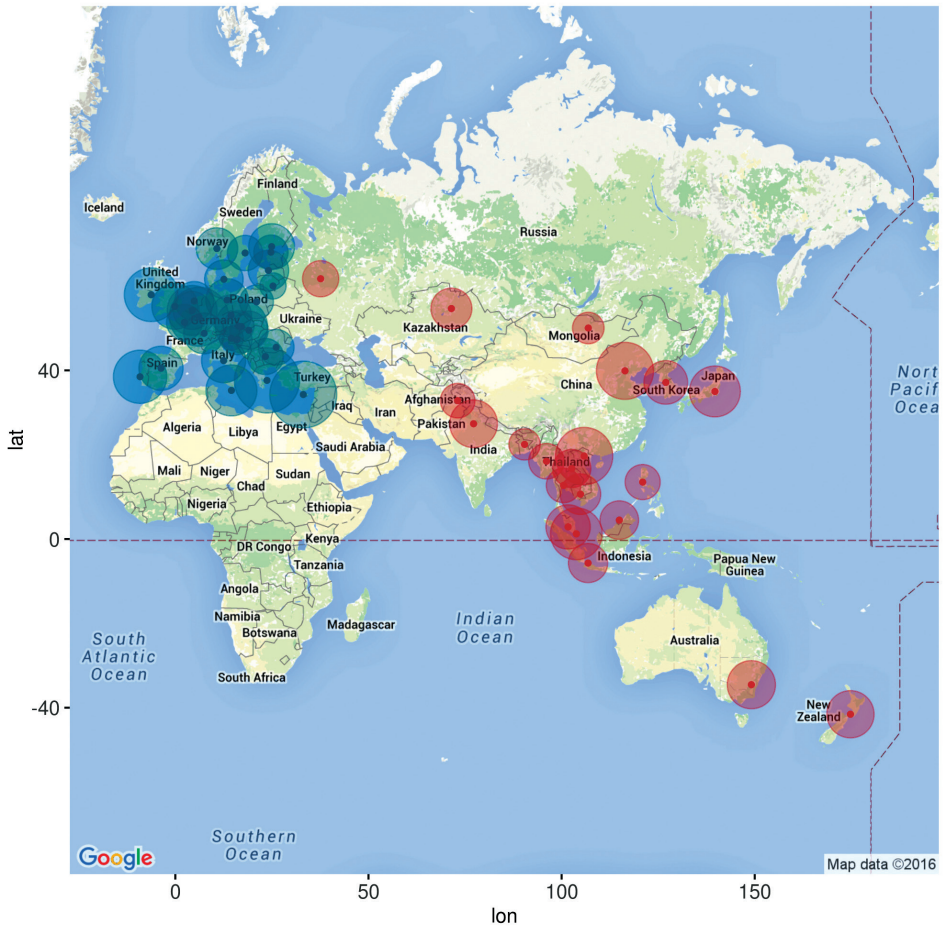 Finland
Iceland
Sweden
Russia
Norway
United
Kingdom
Poland
Germany
Ukraine
Kazakhstan
Mongolia
France
Italy
Spain
Turkey
40
China
South Korea
Japan
North
Pacif
Ocea
Afghanistan
Iraq
Iran
Pakistan
Algeria
Libya
Egypt
Saudi Arabia
India
Thailand
lat
Mali
Niger
Sudan
Chad
Nigeria
Ethiopia
0
DR Congo
Kenya
Tanzania
Indonesia
Papua New
Guinea
Angola
Namibia
Botswana
Madagascar
South Africa
South
Atlantic
Ocean
Indian
Ocean
Australia
-40
New
Zealand
Southern
Ocean
Google
Map data ©2016
0
50
100
150
lon